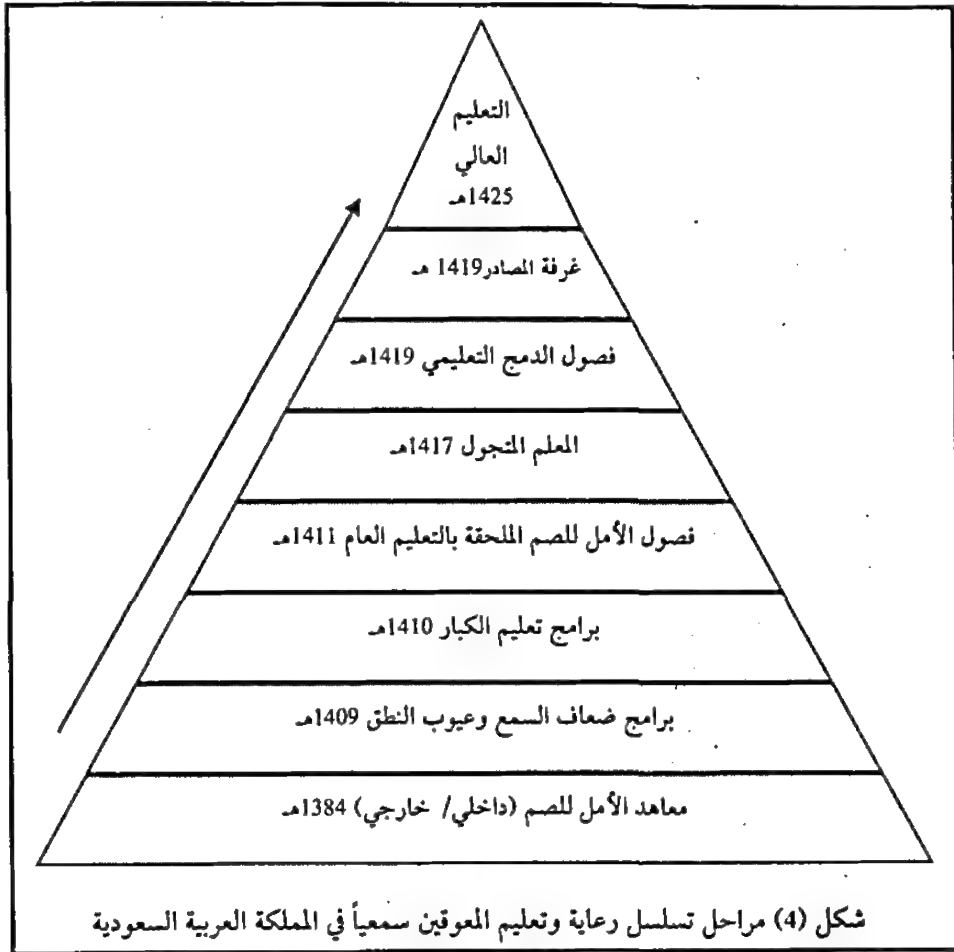 التعليم
العالي
1425هـ
غرفة المصادر1419 هـ
فصول الدمج التعليمي 1419هـ
المعلم المتجول 1417هـ
فصول الأمل للصم الملحقة بالتعليم العام 1411هـ
برامج تعليم الكبار 1410هـ
برامج ضعاف السمع وعيوب النطق 1409هـ
معاهد الأمل للصم (داخلي/ خارجي) 1384هـ
شكل (4) مراحل تسلسل رعاية وتعليم المعوقين سمعياً في المملكة العربية السعودية